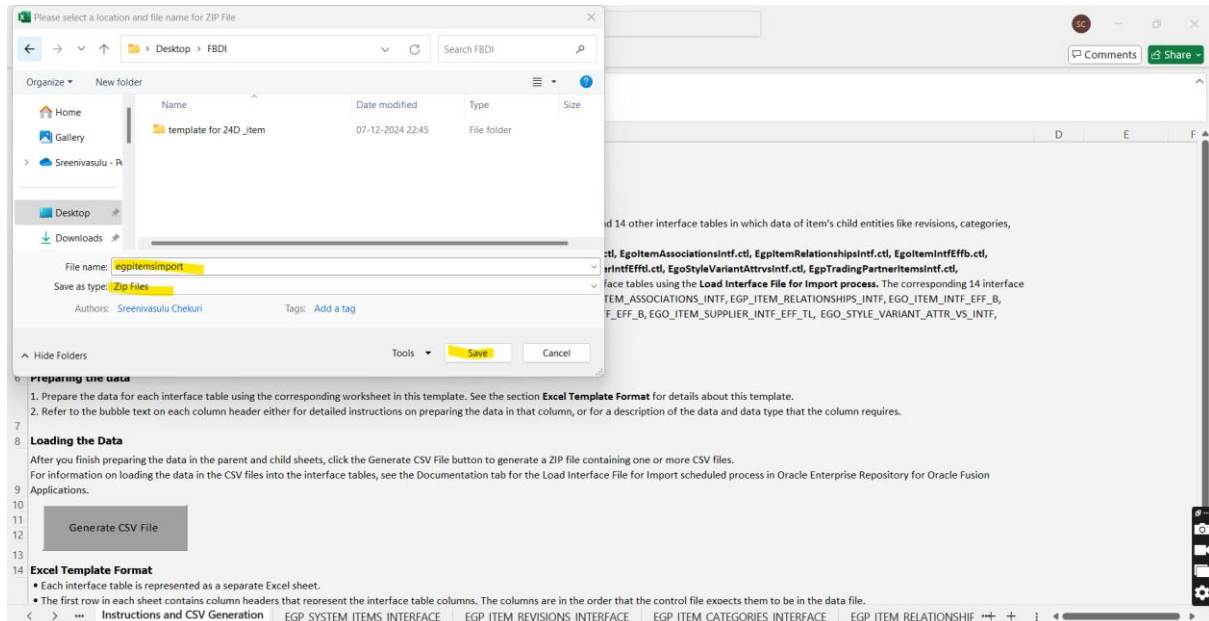 Please select a location and file name for ZIP File
Desktop > FBDI
Search FBDI
SC
Comments
Share
Organize
New folder
Home
Gallery
Sreenivasulu - Pe
Desktop
Downloads
Name
Date modified
Type
Size
template for 24D _item
07-12-2024 22:45
File folder
D E F
nd 14 other interface tables in which data of item's child entities like revisions, categories,
File name: egpitemsimport
ctl, EgoItemAssociationsIntf.ctl, EgpItemRelationshipsIntf.ctl, EgoItemIntfEffb.ctl,
Save as type: Zip Files
erIntfEfftl.ctl, EgoStyleVariantAttrvsIntf.ctl, EgpTradingPartnerItemsIntf.ctl,
face tables using the Load Interface File for Import process. The corresponding 14 interface
Authors: Sreenivasulu Chekuri
Tags: Add a tag
TEM_ASSOCIATIONS_INTF, EGP_ITEM_RELATIONSHIPS_INTF, EGO_ITEM_INTF_EFF_B,
F_EFF_B, EGO_ITEM_SUPPLIER_INTF_EFF_TL, EGO_STYLE_VARIANT_ATTR_VS_INTF,
Hide Folders
Tools
Save
Cancel
6 Preparing the data
1. Prepare the data for each interface table using the corresponding worksheet in this template. See the section Excel Template Format for details about this template.
2. Refer to the bubble text on each column header either for detailed instructions on preparing the data in that column, or for a description of the data and data type that the column requires.
7
8 Loading the Data
After you finish preparing the data in the parent and child sheets, click the Generate CSV File button to generate a ZIP file containing one or more CSV files.
For information on loading the data in the CSV files into the interface tables, see the Documentation tab for the Load Interface File for Import scheduled process in Oracle Enterprise Repository for Oracle Fusion
9 Applications.
10
11
Generate CSV File
12
13
14 Excel Template Format
• Each interface table is represented as a separate Excel sheet.
• The first row in each sheet contains column headers that represent the interface table columns. The columns are in the order that the control file expects them to be in the data file.
Instructions and CSV Generation
EGP_SYSTEM_ITEMS_INTERFACE
EGP_ITEM_REVISIONS_INTERFACE
EGP_ITEM_CATEGORIES_INTERFACE
EGP_ITEM_RELATIONSHIF